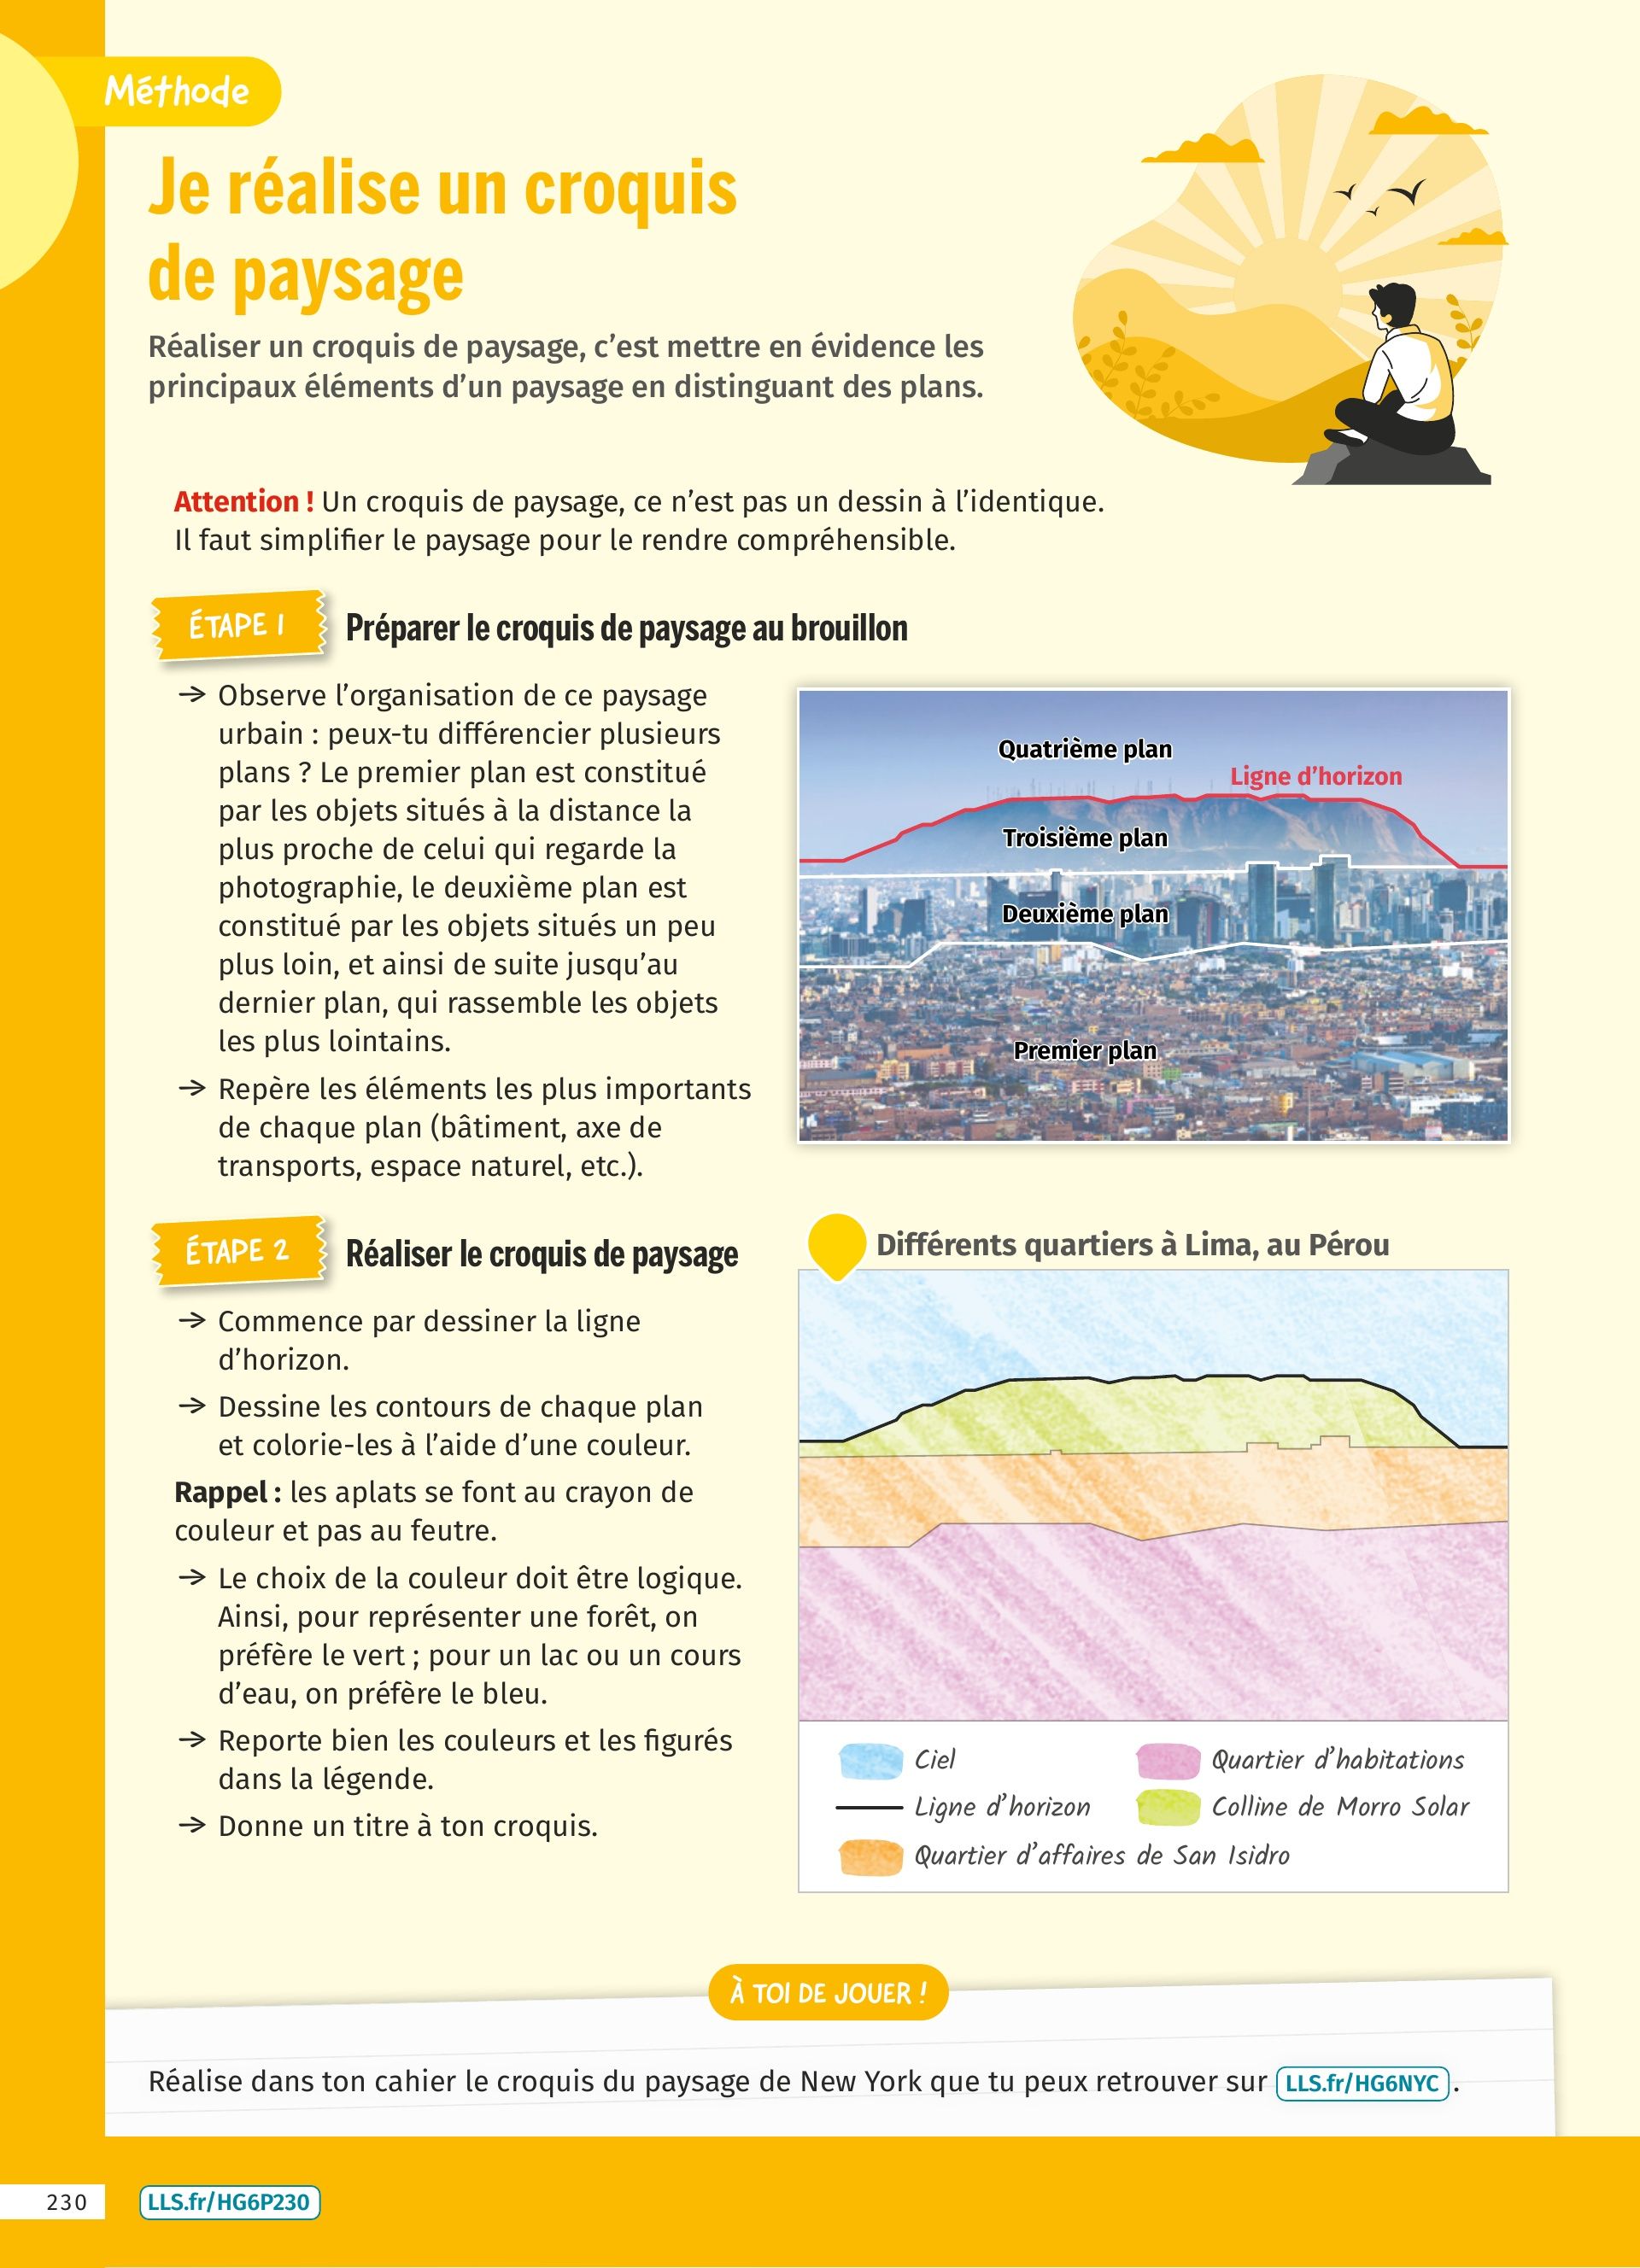 Méthode
Je réalise un croquis
de paysage
Réaliser un croquis de paysage, c’est mettre en évidence les
principaux éléments d’un paysage en distinguant des plans.
Attention ! Un croquis de paysage, ce n’est pas un dessin à l’identique.
Il faut simplifier le paysage pour le rendre compréhensible.
ÉTAPE 1
Préparer le croquis de paysage au brouillon
→ Observe l’organisation de ce paysage
urbain : peux-tu différencier plusieurs
plans ? Le premier plan est constitué
par les objets situés à la distance la
plus proche de celui qui regarde la
photographie, le deuxième plan est
constitué par les objets situés un peu
plus loin, et ainsi de suite jusqu’au
dernier plan, qui rassemble les objets
les plus lointains.
→ Repère les éléments les plus importants
de chaque plan (bâtiment, axe de
transports, espace naturel, etc.).
Quatrième plan
Ligne d’horizon
Troisième plan
Deuxième plan
Premier plan
ÉTAPE 2
Réaliser le croquis de paysage
→ Commence par dessiner la ligne
d’horizon.
→ Dessine les contours de chaque plan
et colorie-les à l’aide d’une couleur.
Rappel : les aplats se font au crayon de
couleur et pas au feutre.
→ Le choix de la couleur doit être logique.
Ainsi, pour représenter une forêt, on
préfère le vert ; pour un lac ou un cours
d’eau, on préfère le bleu.
→ Reporte bien les couleurs et les figurés
dans la légende.
→ Donne un titre à ton croquis.
Différents quartiers à Lima, au Pérou
Ciel
Quartier d’habitations
Ligne d’horizon
Colline de Morro Solar
Quartier d’affaires de San Isidro
À TOI DE JOUER !
Réalise dans ton cahier le croquis du paysage de New York que tu peux retrouver sur LLS.fr/HG6NYC .
230
LLS.fr/HG6P230